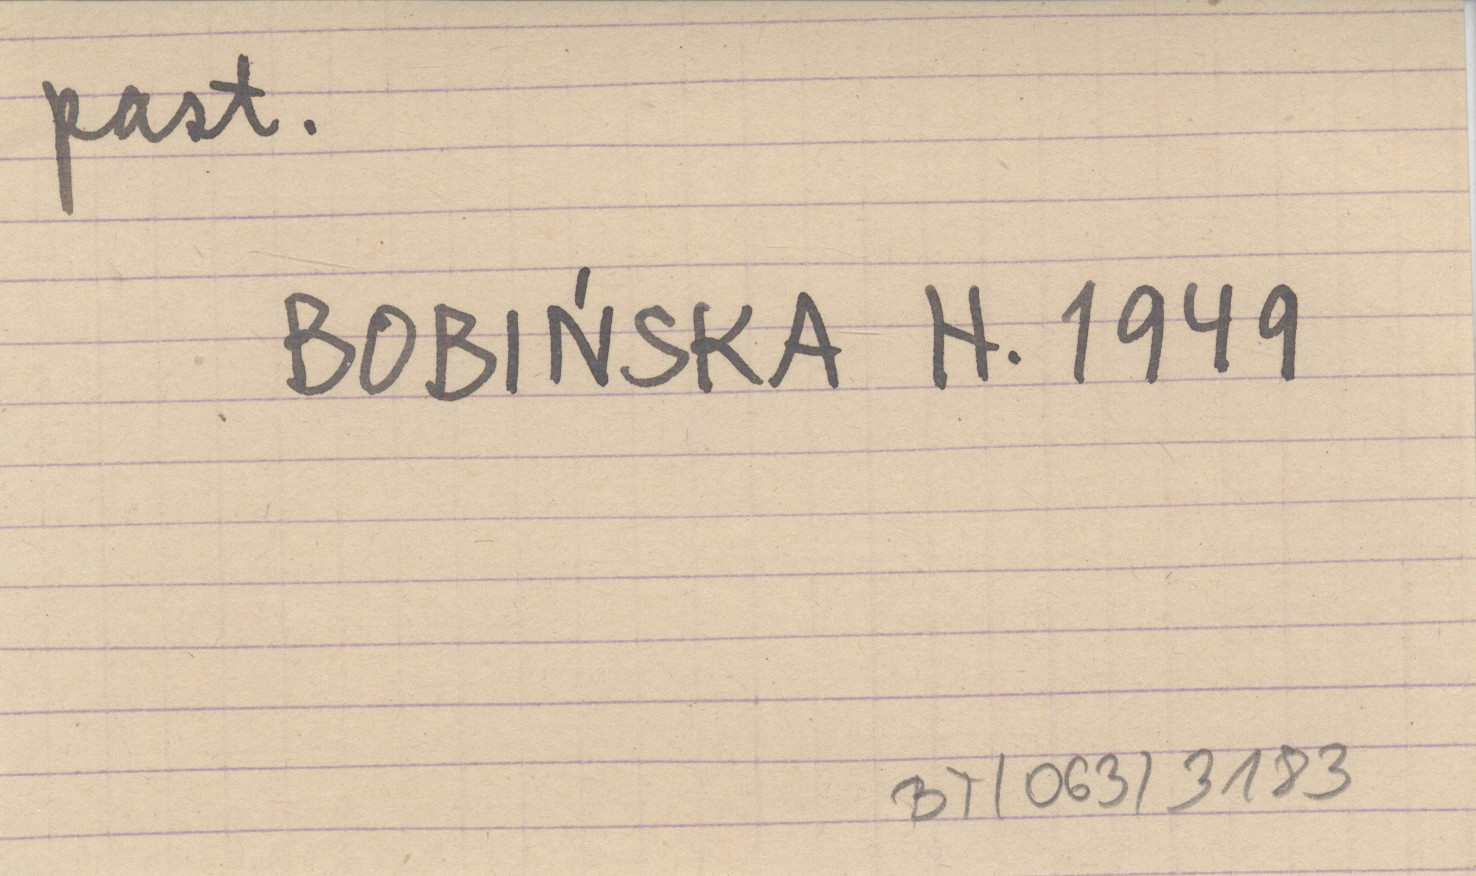 past.
BOBIŃSKA H. 1949
BT/063/3183